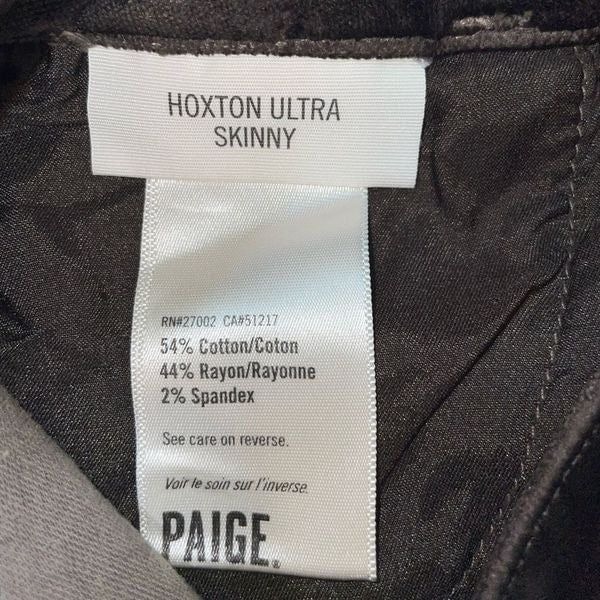 HOXTON ULTRA
SKINNY
RN#27002 CA#51217
54% Cotton/Coton
44% Rayon/Rayonne
2% Spandex
See care on reverse.
Voir le soin sur l'inverse.
PAIGE®